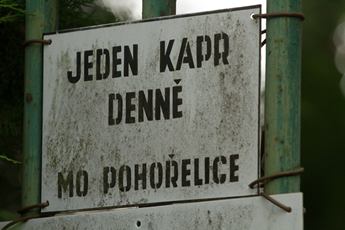 JEDEN KAPR
DENNĚ
MO POHOŘELICE